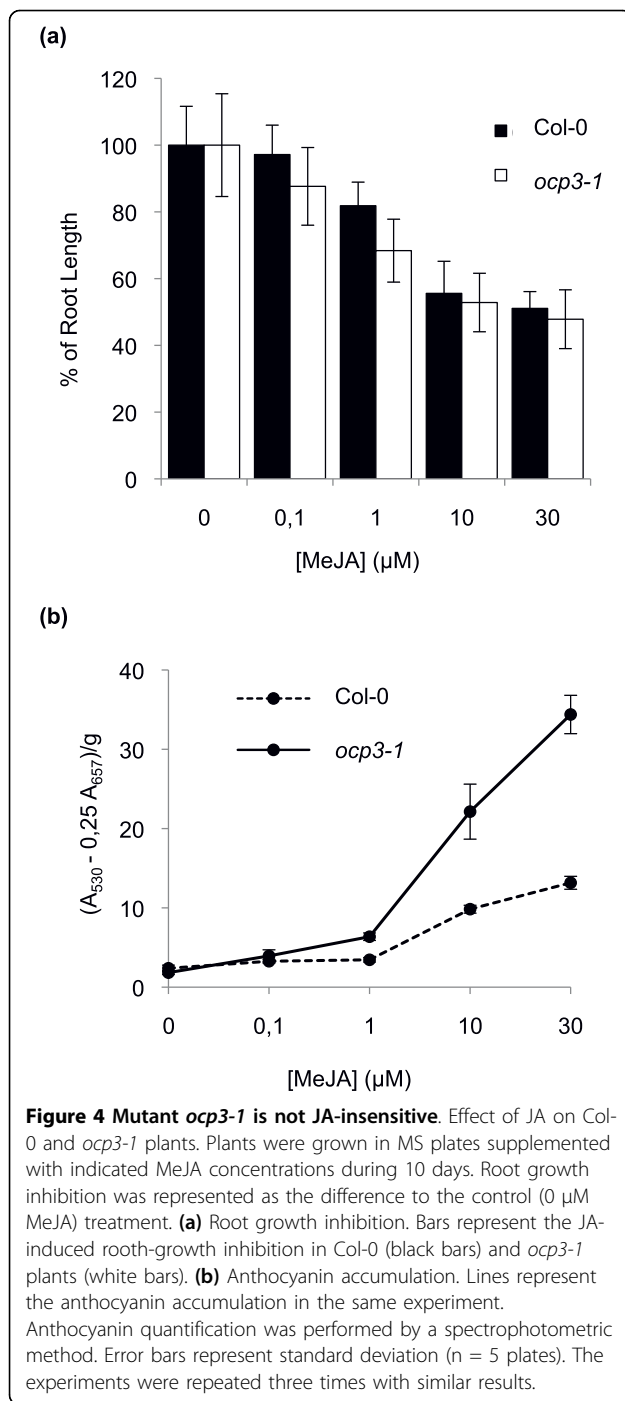 (a)
120
100
80
60
40
20
0
% of Root Length
Col-0
ocp3-1
0 0,1 1 10 30
[MeJA] (µM)
(b)
40
30
20
10
0
(A530 - 0,25 A657)/g
Col-0
ocp3-1
0 0,1 1 10 30
[MeJA] (µM)
Figure 4 Mutant ocp3-1 is not JA-insensitive. Effect of JA on Col-
0 and ocp3-1 plants. Plants were grown in MS plates supplemented
with indicated MeJA concentrations during 10 days. Root growth
inhibition was represented as the difference to the control (0 µM
MeJA) treatment. (a) Root growth inhibition. Bars represent the JA-
induced rooth-growth inhibition in Col-0 (black bars) and ocp3-1
plants (white bars). (b) Anthocyanin accumulation. Lines represent
the anthocyanin accumulation in the same experiment.
Anthocyanin quantification was performed by a spectrophotometric
method. Error bars represent standard deviation (n = 5 plates). The
experiments were repeated three times with similar results.